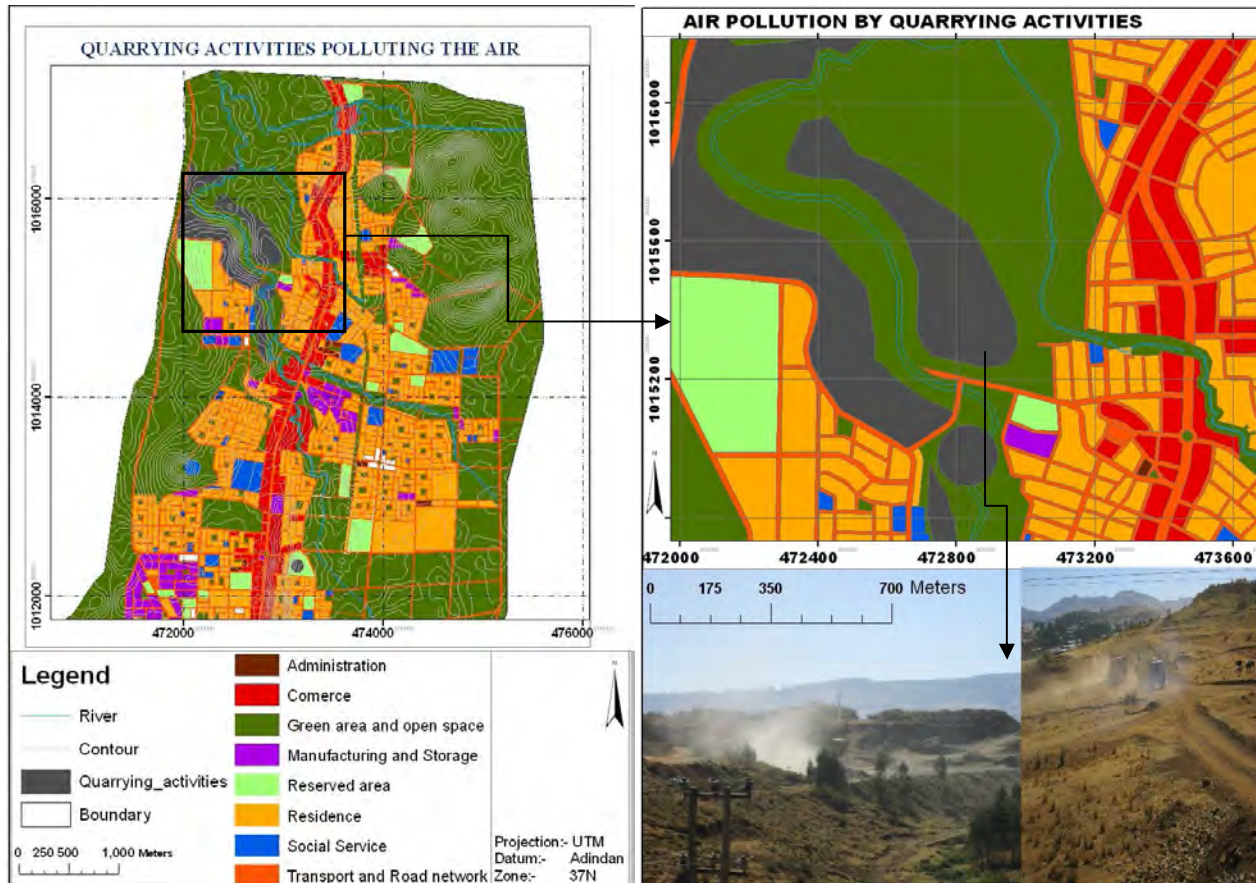 QUARRYING ACTIVITIES POLLUTING THE AIR
1016000
1014000
1012000
472000
474000
476000
Legend
River
Contour
Quarrying_activities
Boundary
0 250 500 1,000 Meters
Administration
Comerce
Green area and open space
Manufacturing and Storage
Reserved area
Residence
Social Service
Transport and Road network
N
Projection:- UTM
Datum:- Adindan
Zone:- 37N
AIR POLLUTION BY QUARRYING ACTIVITIES
1016000
1015600
1015200
N
472000
472400
472800
473200
473600
0 175 350 700 Meters